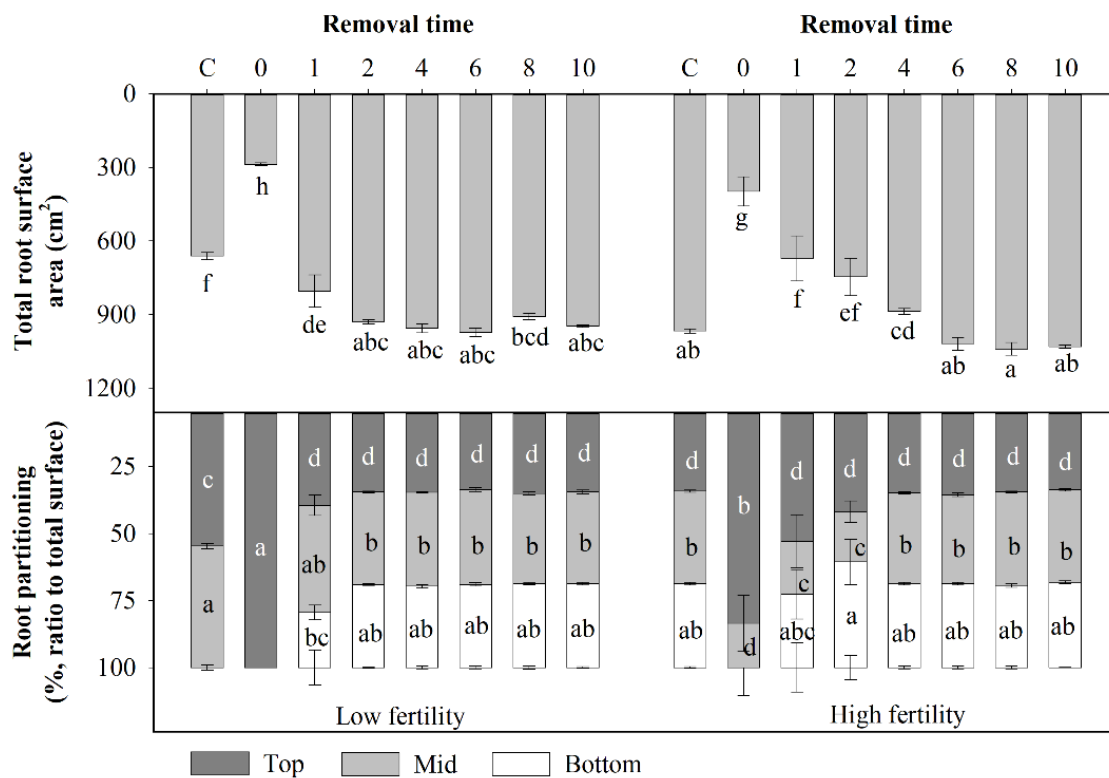 Removal time Removal time
C 0 1 2 4 6 8 10 C 0 1 2 4 6 8 10
Total root surface
area (cm²)
0
300
600
900
1200
f h de abc abc abc bcd abc ab g f ef cd ab a ab
Root partitioning
(%, ratio to total surface)
25
50
75
100
c a d d d d d d d b d d d d d d
a ab b b b b b b d c c b b b b
bc ab ab ab ab ab ab abc a ab ab ab ab
Low fertility High fertility
Top Mid Bottom